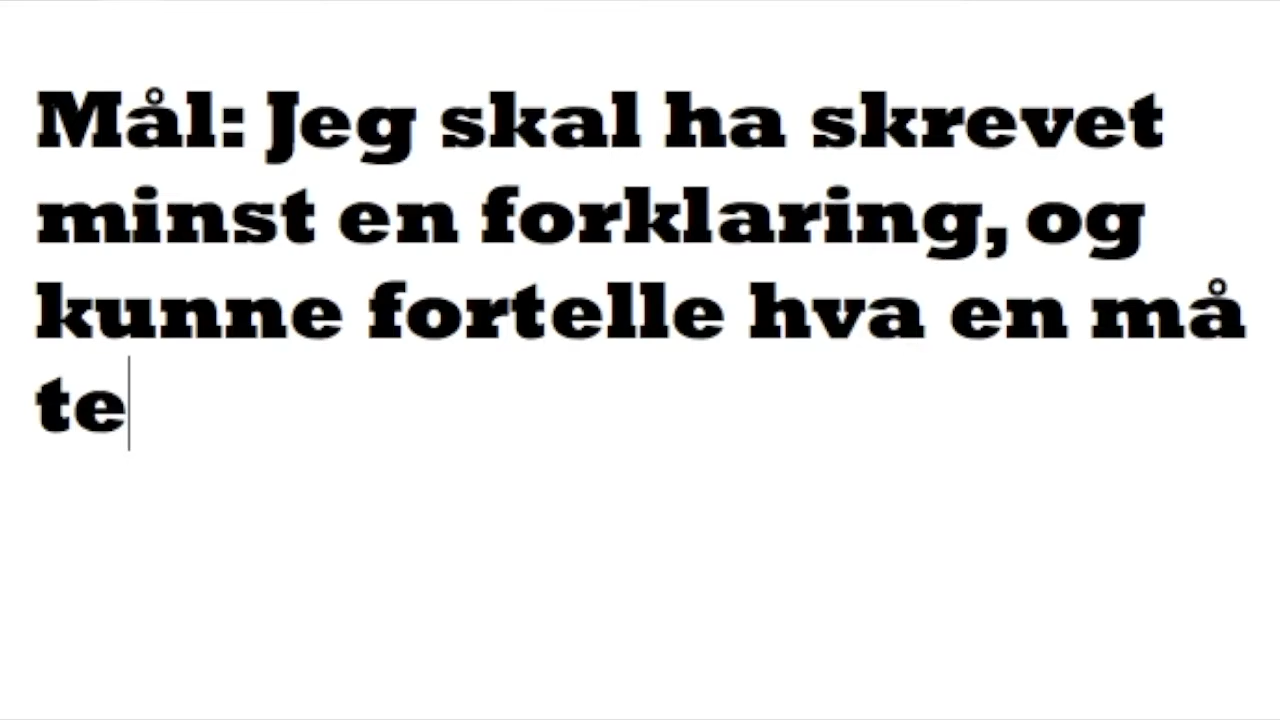 Mål: Jeg skal ha skrevet
minst en forklaring, og
kunne fortelle hva en må
te